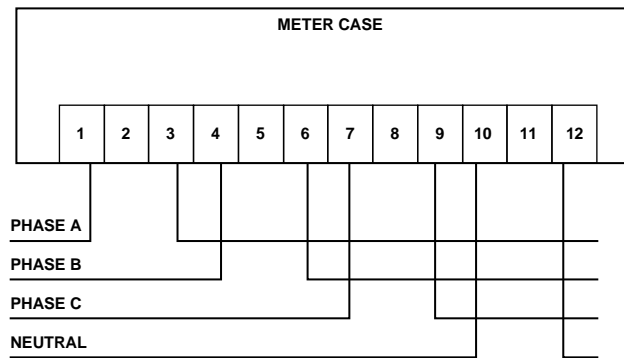 METER CASE
1 2 3 4 5 6 7 8 9 10 11 12
PHASE A
PHASE B
PHASE C
NEUTRAL